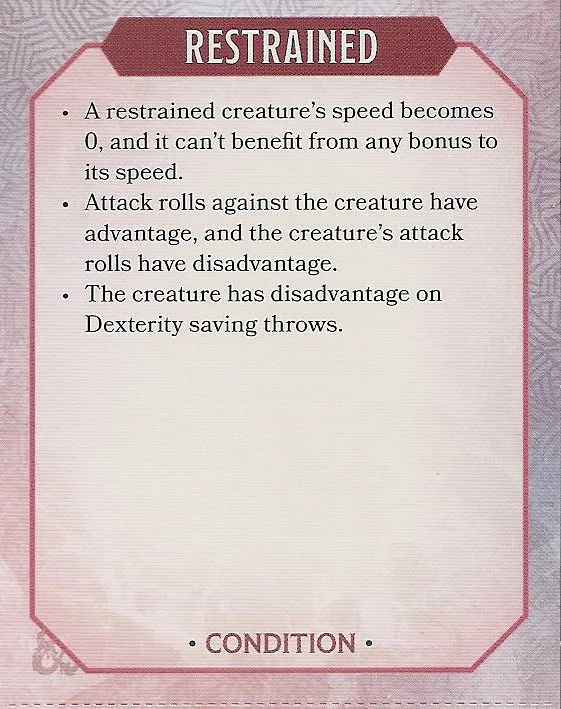 RESTRAINED
• A restrained creature's speed becomes
0, and it can't benefit from any bonus to
its speed.
• Attack rolls against the creature have
advantage, and the creature's attack
rolls have disadvantage.
• The creature has disadvantage on
Dexterity saving throws.
• CONDITION •